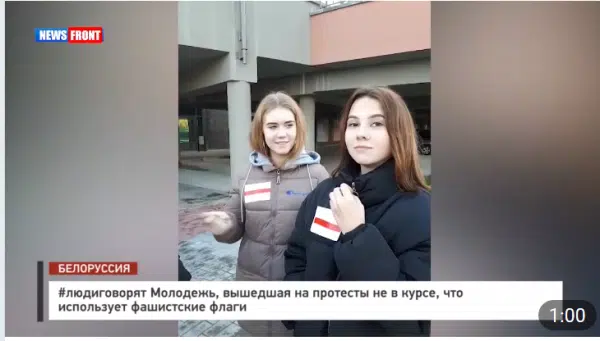 NEWS FRONT
БЕЛОРУССИЯ
#людиговорят Молодежь, вышедшая на протесты не в курсе, что
использует фашистские флаги
1:00